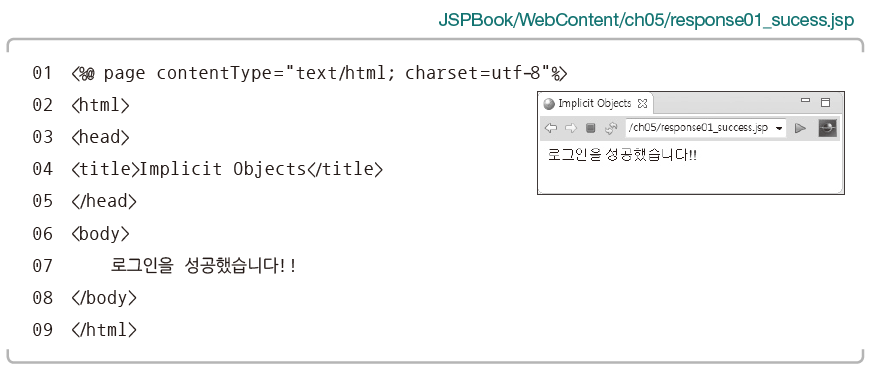 JSPBook/WebContent/ch05/response01_sucess.jsp
01 <%@ page contentType="text/html; charset=utf-8"%>
02 <html>
03 <head>
04 <title>Implicit Objects</title>
05 </head>
06 <body>
07     로그인을 성공했습니다!!
08 </body>
09 </html>
Implicit Objects
/ch05/response01_success.jsp
로그인을 성공했습니다!!